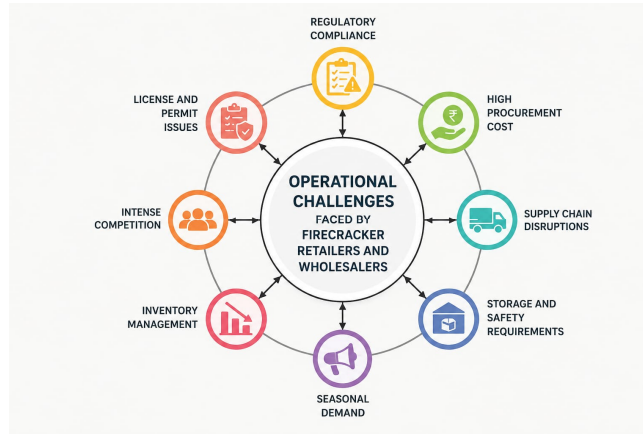 REGULATORY
COMPLIANCE
LICENSE AND
PERMIT
ISSUES
HIGH
PROCUREMENT
COST
₹
OPERATIONAL
CHALLENGES
FACED BY
FIRECRACKER
RETAILERS AND
WHOLESALERS
INTENSE
COMPETITION
SUPPLY CHAIN
DISRUPTIONS
INVENTORY
MANAGEMENT
STORAGE AND
SAFETY
REQUIREMENTS
SEASONAL
DEMAND